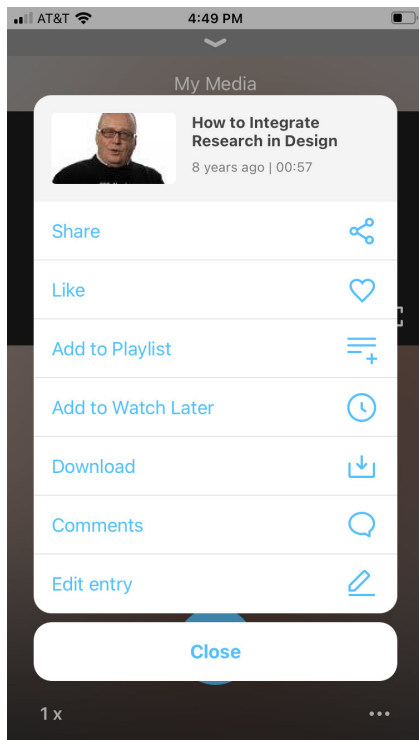 AT&T
4:49 PM
My Media
How to Integrate
Research in Design
8 years ago | 00:57
Share
Like
Add to Playlist
Add to Watch Later
Download
Comments
Edit entry
Close
1 x